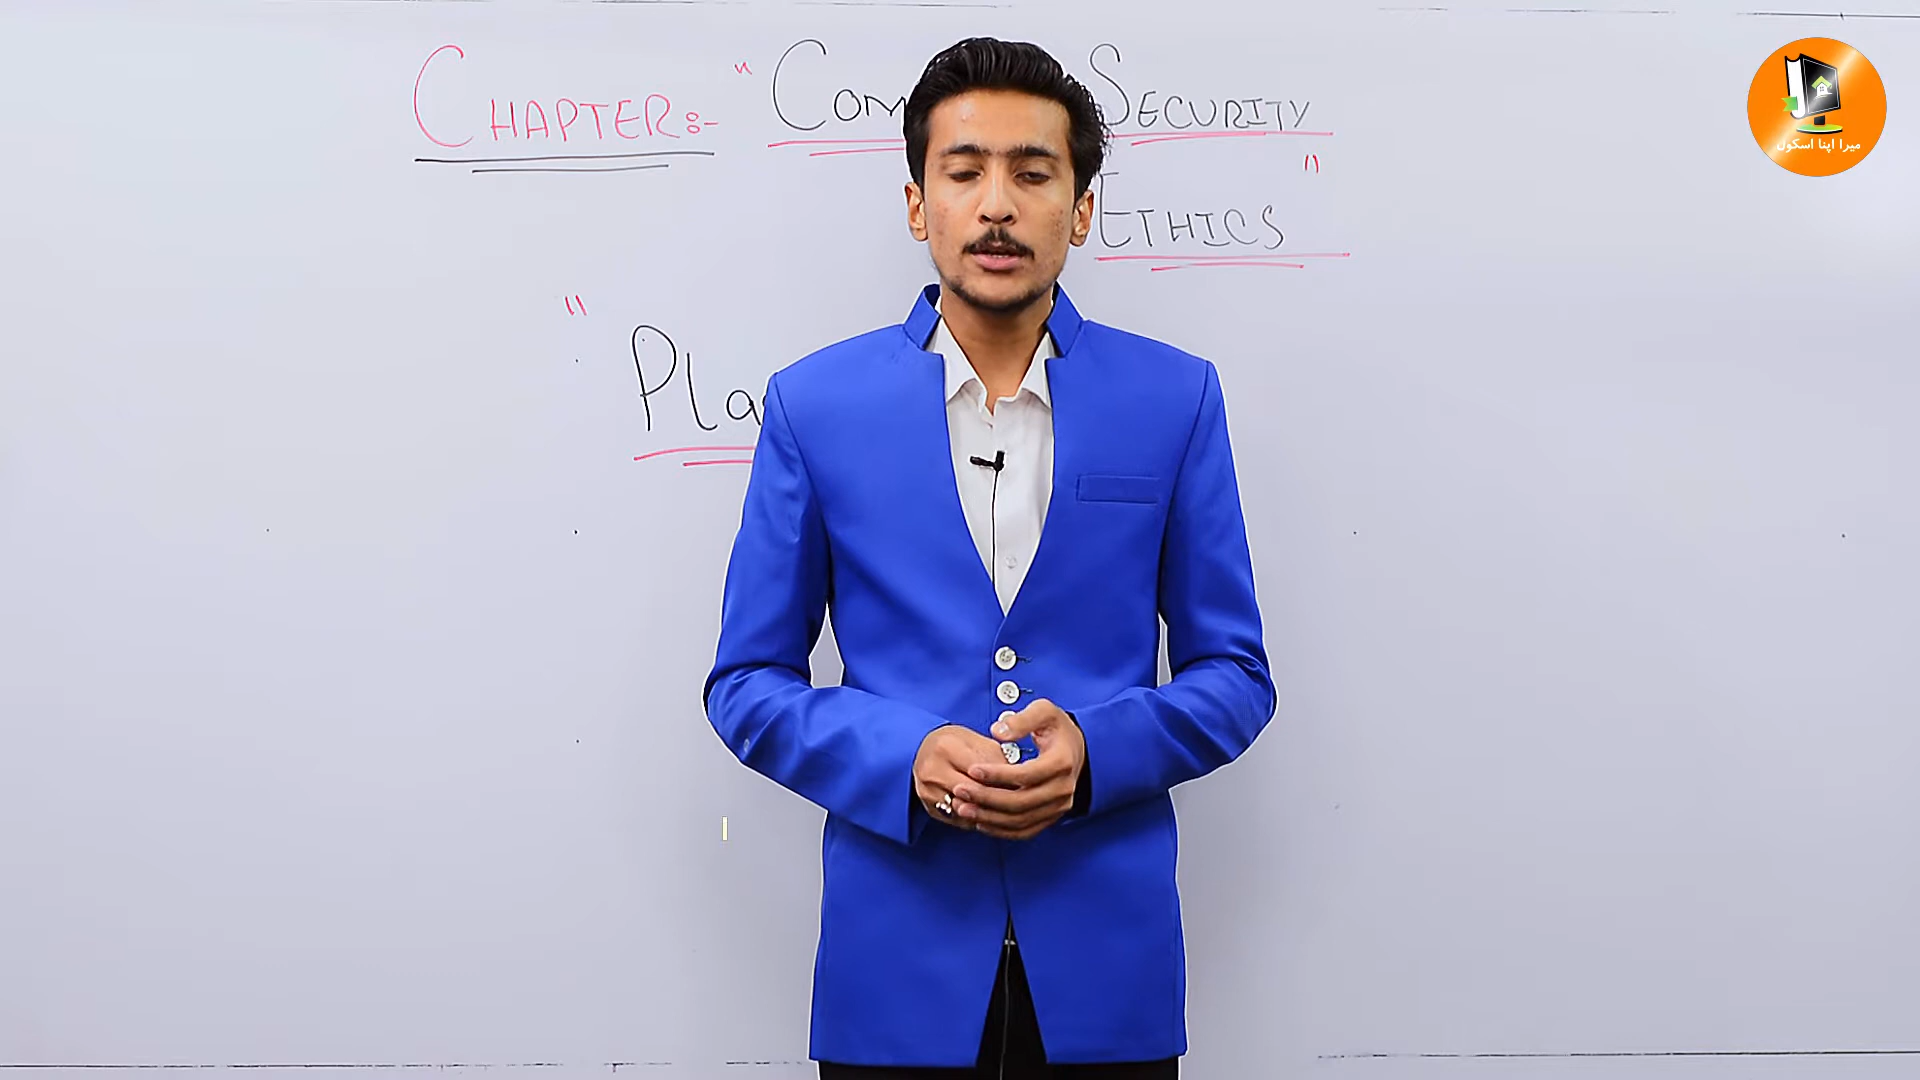 CHAPTER:- " Com SECURITY
ETHICS "
" Pla
میرا اپنا اسکول